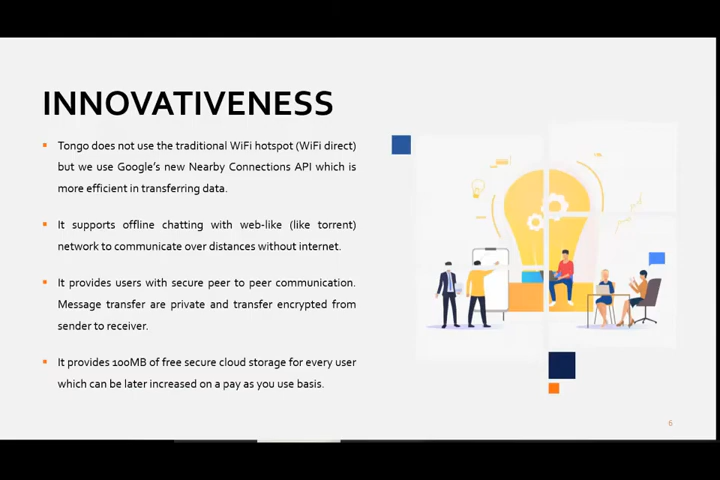 INNOVATIVENESS
▪ Tongo does not use the traditional WiFi hotspot (WiFi direct)
but we use Google's new Nearby Connections API which is
more efficient in transferring data.
▪ It supports offline chatting with web-like (like torrent)
network to communicate over distances without internet.
▪ It provides users with secure peer to peer communication.
Message transfer are private and transfer encrypted from
sender to receiver.
▪ It provides 100MB of free secure cloud storage for every user
which can be later increased on a pay as you use basis.
6